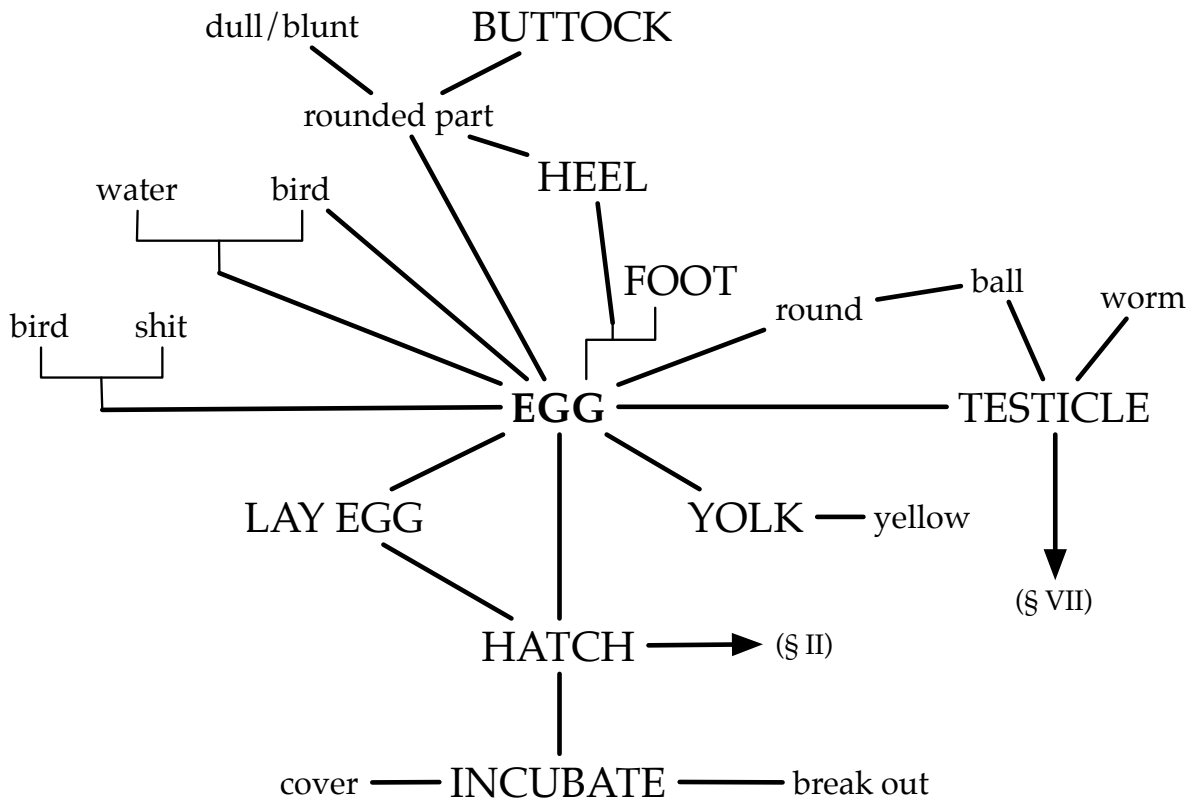 dull/blunt
BUTTOCK
rounded part
HEEL
water
bird
FOOT
ball
round
worm
bird
shit
EGG
TESTICLE
LAY EGG
YOLK
yellow
(§ VII)
HATCH
(§ II)
cover
INCUBATE
break out